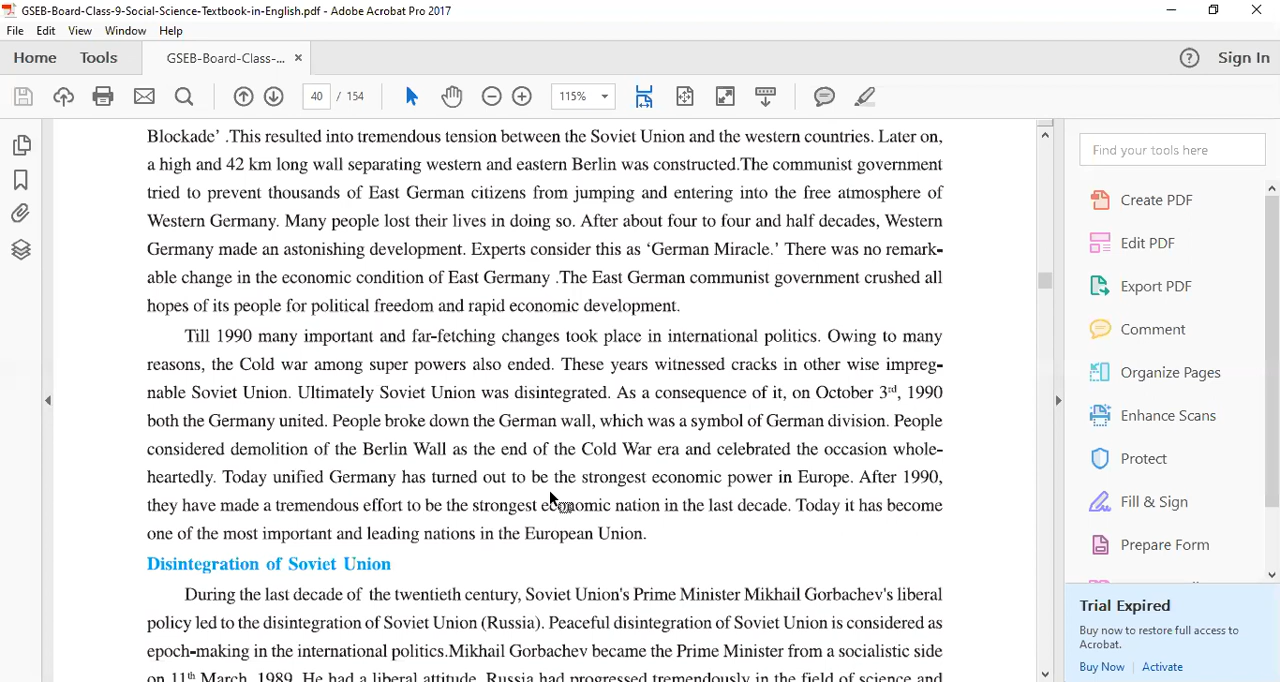 GSEB-Board-Class-9-Social-Science-Textbook-in-English.pdf - Adobe Acrobat Pro 2017
File Edit View Window Help
Home Tools GSEB-Board-Class-... × Sign In
40 / 154 115%
Blockade’ .This resulted into tremendous tension between the Soviet Union and the western countries. Later on,
a high and 42 km long wall separating western and eastern Berlin was constructed.The communist government
tried to prevent thousands of East German citizens from jumping and entering into the free atmosphere of
Western Germany. Many people lost their lives in doing so. After about four to four and half decades, Western
Germany made an astonishing development. Experts consider this as ‘German Miracle.’ There was no remark-
able change in the economic condition of East Germany .The East German communist government crushed all
hopes of its people for political freedom and rapid economic development.
Till 1990 many important and far-fetching changes took place in international politics. Owing to many
reasons, the Cold war among super powers also ended. These years witnessed cracks in other wise impreg-
nable Soviet Union. Ultimately Soviet Union was disintegrated. As a consequence of it, on October 3rd, 1990
both the Germany united. People broke down the German wall, which was a symbol of German division. People
considered demolition of the Berlin Wall as the end of the Cold War era and celebrated the occasion whole-
heartedly. Today unified Germany has turned out to be the strongest economic power in Europe. After 1990,
they have made a tremendous effort to be the strongest economic nation in the last decade. Today it has become
one of the most important and leading nations in the European Union.
Disintegration of Soviet Union
During the last decade of the twentieth century, Soviet Union's Prime Minister Mikhail Gorbachev's liberal
policy led to the disintegration of Soviet Union (Russia). Peaceful disintegration of Soviet Union is considered as
epoch-making in the international politics.Mikhail Gorbachev became the Prime Minister from a socialistic side
on 11th March, 1989. He had a liberal attitude. Russia had progressed tremendously in the field of science and
Find your tools here
Create PDF
Edit PDF
Export PDF
Comment
Organize Pages
Enhance Scans
Protect
Fill & Sign
Prepare Form
Trial Expired
Buy now to restore full access to
Acrobat.
Buy Now Activate